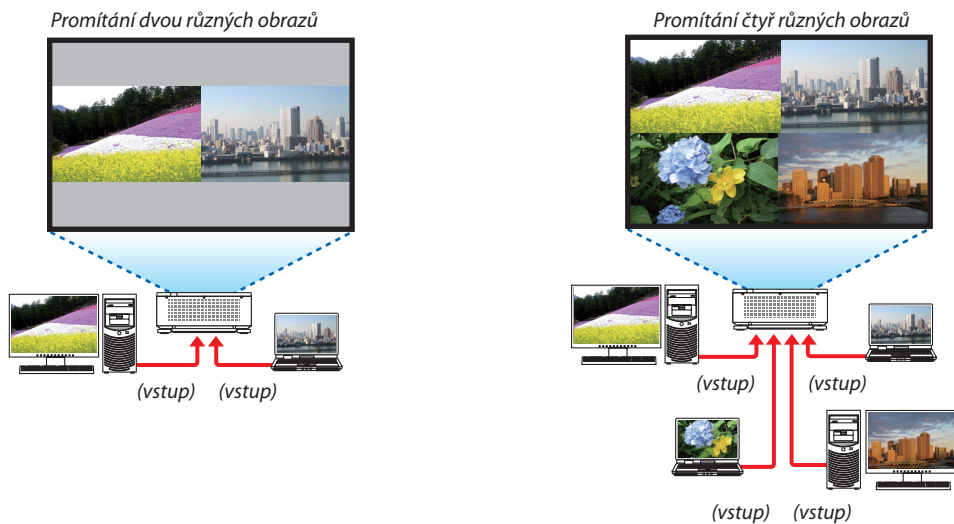 Promítání dvou různých obrazů
(vstup) (vstup)
Promítání čtyř různých obrazů
(vstup) (vstup)
(vstup) (vstup)